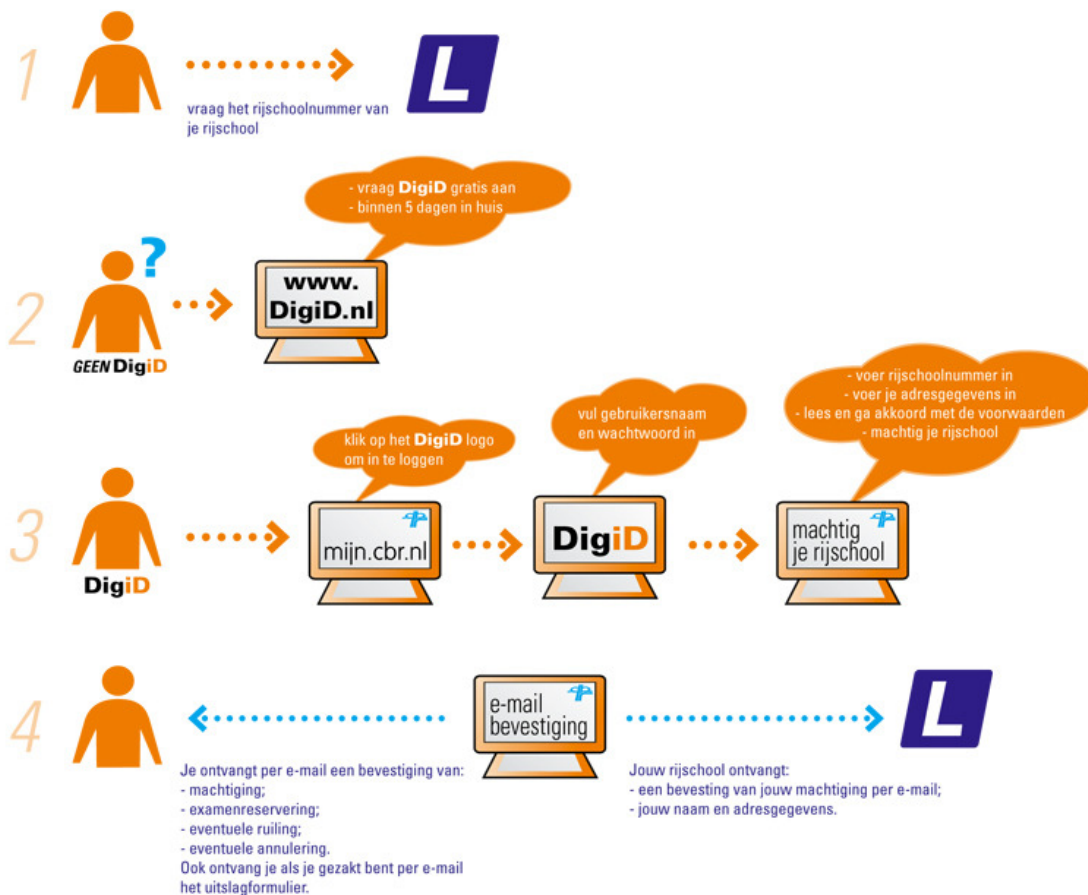 1
L
vraag het rijschoolnummer van
je rijschool
- vraag DigiD gratis aan
- binnen 5 dagen in huis
2
?
GEEN DigiD
www.
DigiD.nl
3
DigiD
klik op het DigiD logo
om in te loggen
mijn.cbr.nl
vul gebruikersnaam
en wachtwoord in
DigiD
- voer rijschoolnummer in
- voer je adresgegevens in
- lees en ga akkoord met de voorwaarden
- machtig je rijschool
machtig
je rijschool
4
e-mail
bevestiging
L
Je ontvangt per e-mail een bevestiging van:
- machtiging;
- examenreservering;
- eventuele ruiling;
- eventuele annulering.
Ook ontvang je als je gezakt bent per e-mail
het uitslagformulier.
Jouw rijschool ontvangt:
- een bevesting van jouw machtiging per e-mail;
- jouw naam en adresgegevens.